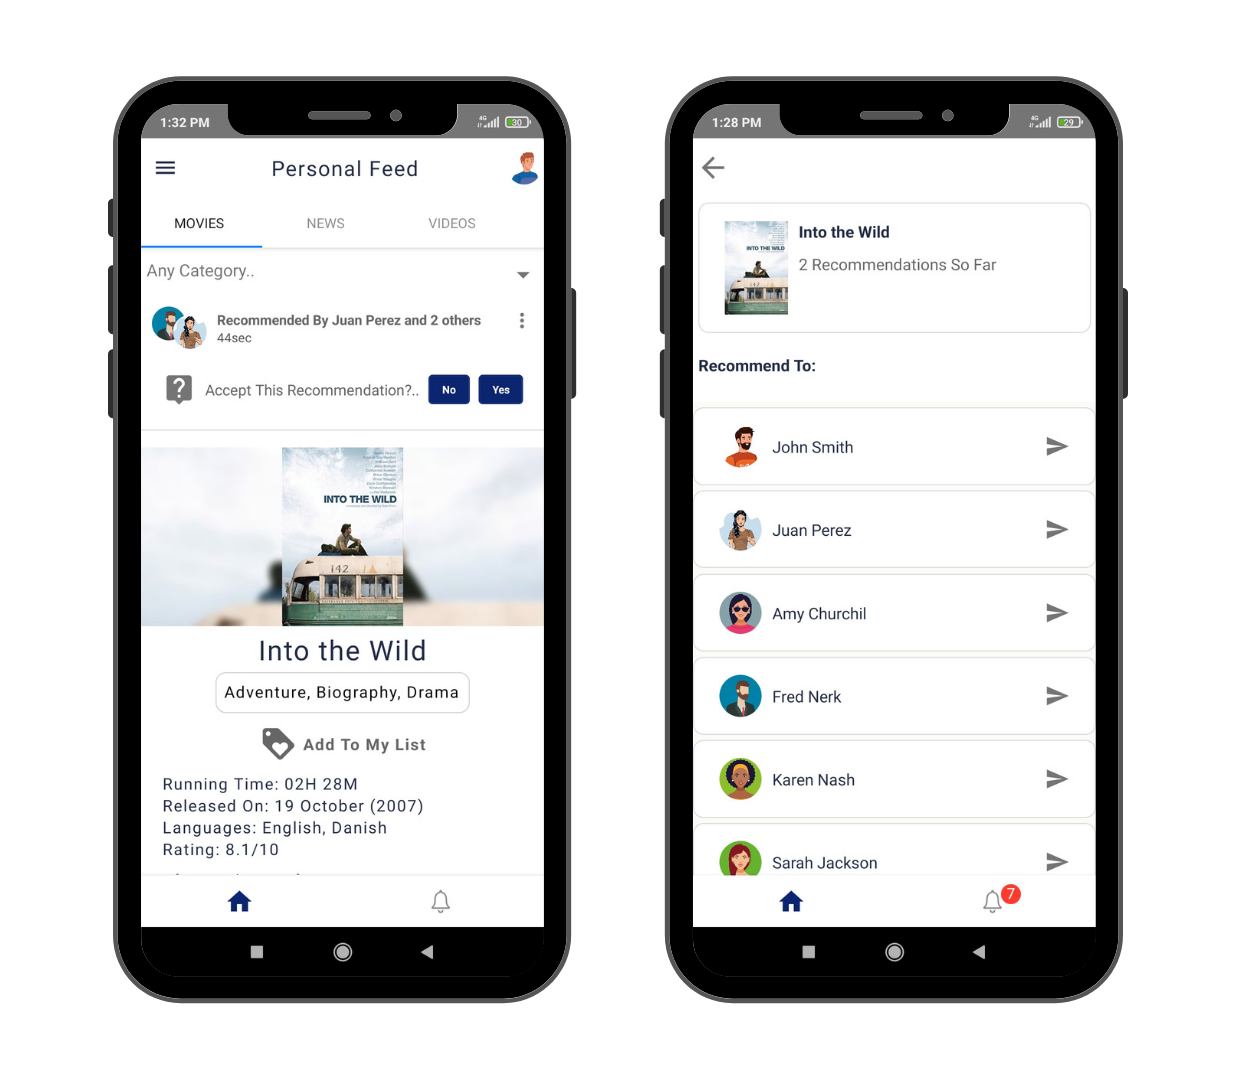 1:32 PM
4G
30
Personal Feed
MOVIES
NEWS
VIDEOS
Any Category..
Recommended By Juan Perez and 2 others
44sec
?
Accept This Recommendation?..
No
Yes
INTO THE WILD
142
Into the Wild
Adventure, Biography, Drama
Add To My List
Running Time: 02H 28M
Released On: 19 October (2007)
Languages: English, Danish
Rating: 8.1/10
1:28 PM
4G
29
INTO THE WILD
142
Into the Wild
2 Recommendations So Far
Recommend To:
John Smith
Juan Perez
Amy Churchil
Fred Nerk
Karen Nash
Sarah Jackson
7